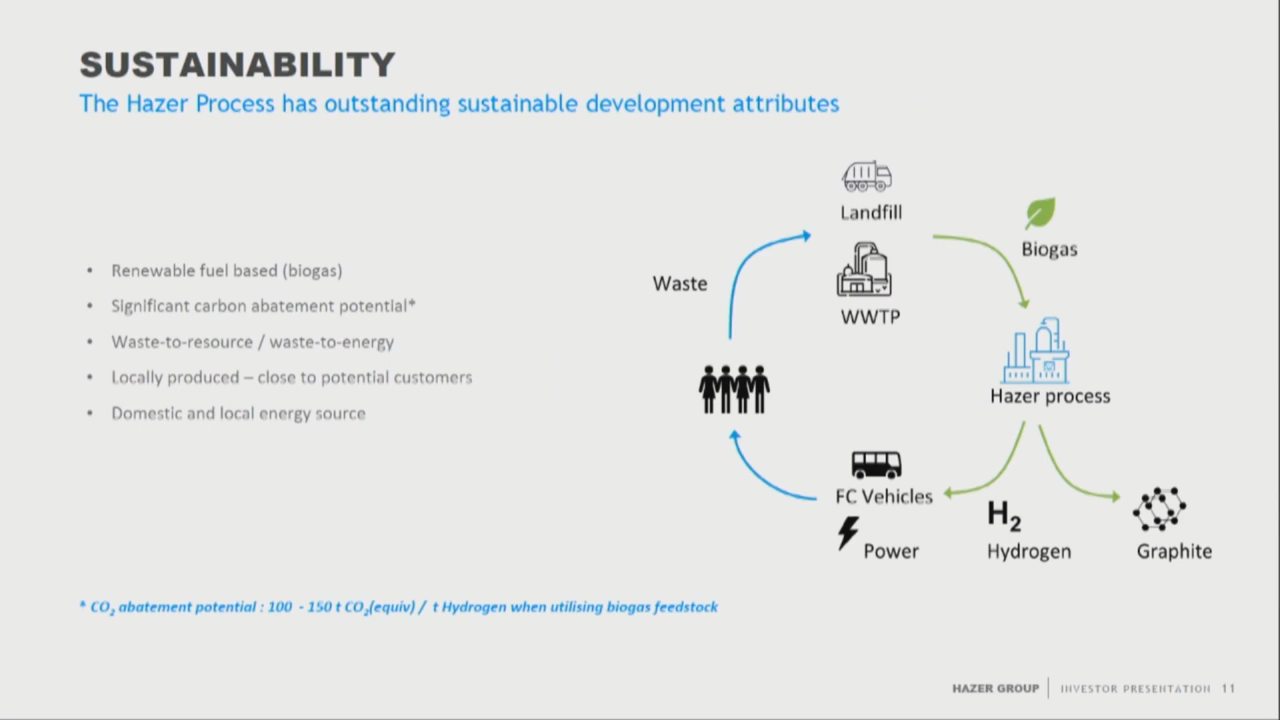 SUSTAINABILITY
The Hazer Process has outstanding sustainable development attributes
• Renewable fuel based (biogas)
• Significant carbon abatement potential*
• Waste-to-resource / waste-to-energy
• Locally produced – close to potential customers
• Domestic and local energy source
Landfill
Biogas
Waste
WWTP
Hazer process
FC Vehicles
Power
H₂
Hydrogen
Graphite
* CO₂ abatement potential : 100 - 150 t CO₂(equiv) / t Hydrogen when utilising biogas feedstock
HAZER GROUP | INVESTOR PRESENTATION 11